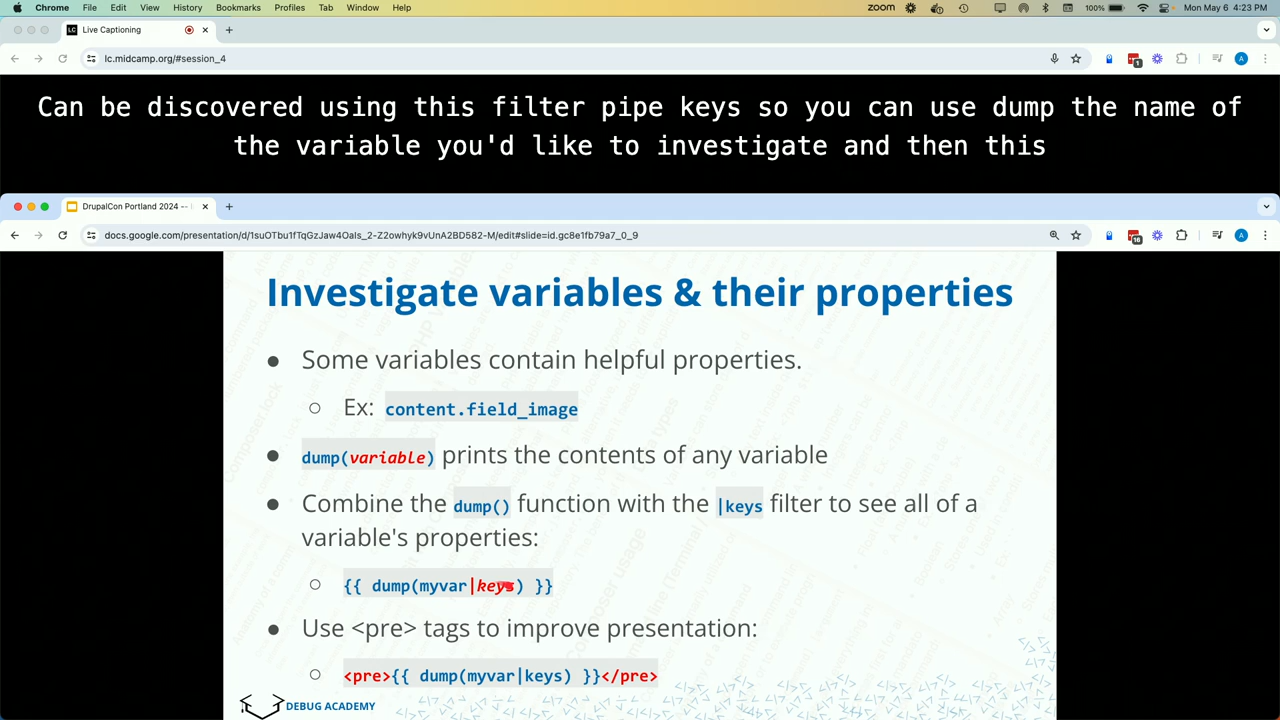 Chrome File Edit View History Bookmarks Profiles Tab Window Help zoom 100% Mon May 6 4:23 PM
LC Live Captioning
lc.midcamp.org/#session_4 1 A
Can be discovered using this filter pipe keys so you can use dump the name of
the variable you'd like to investigate and then this
DrupalCon Portland 2024 --
docs.google.com/presentation/d/1suOTbu1fTqGzJaw4OaIs_2-Z2owhyk9vUnA2BD582-M/edit#slide=id.gc8e1fb79a7_0_9 16 A
Investigate variables & their properties
● Some variables contain helpful properties.
○ Ex: content.field_image
● dump(variable) prints the contents of any variable
● Combine the dump() function with the |keys filter to see all of a
variable's properties:
○ {{ dump(myvar|keys) }}
● Use <pre> tags to improve presentation:
○ <pre>{{ dump(myvar|keys) }}</pre>
DEBUG ACADEMY